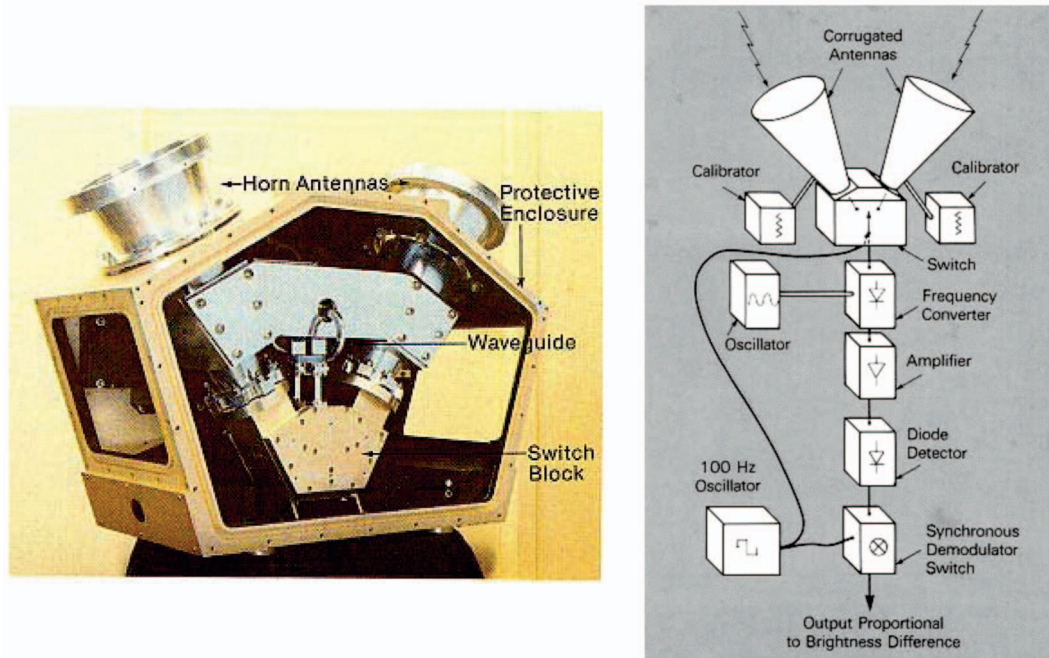 Horn Antennas
Protective
Enclosure
Waveguide
Switch
Block
Corrugated
Antennas
Calibrator
Calibrator
Switch
Oscillator
Frequency
Converter
Amplifier
Diode
Detector
100 Hz
Oscillator
Synchronous
Demodulator
Switch
Output Proportional
to Brightness Difference